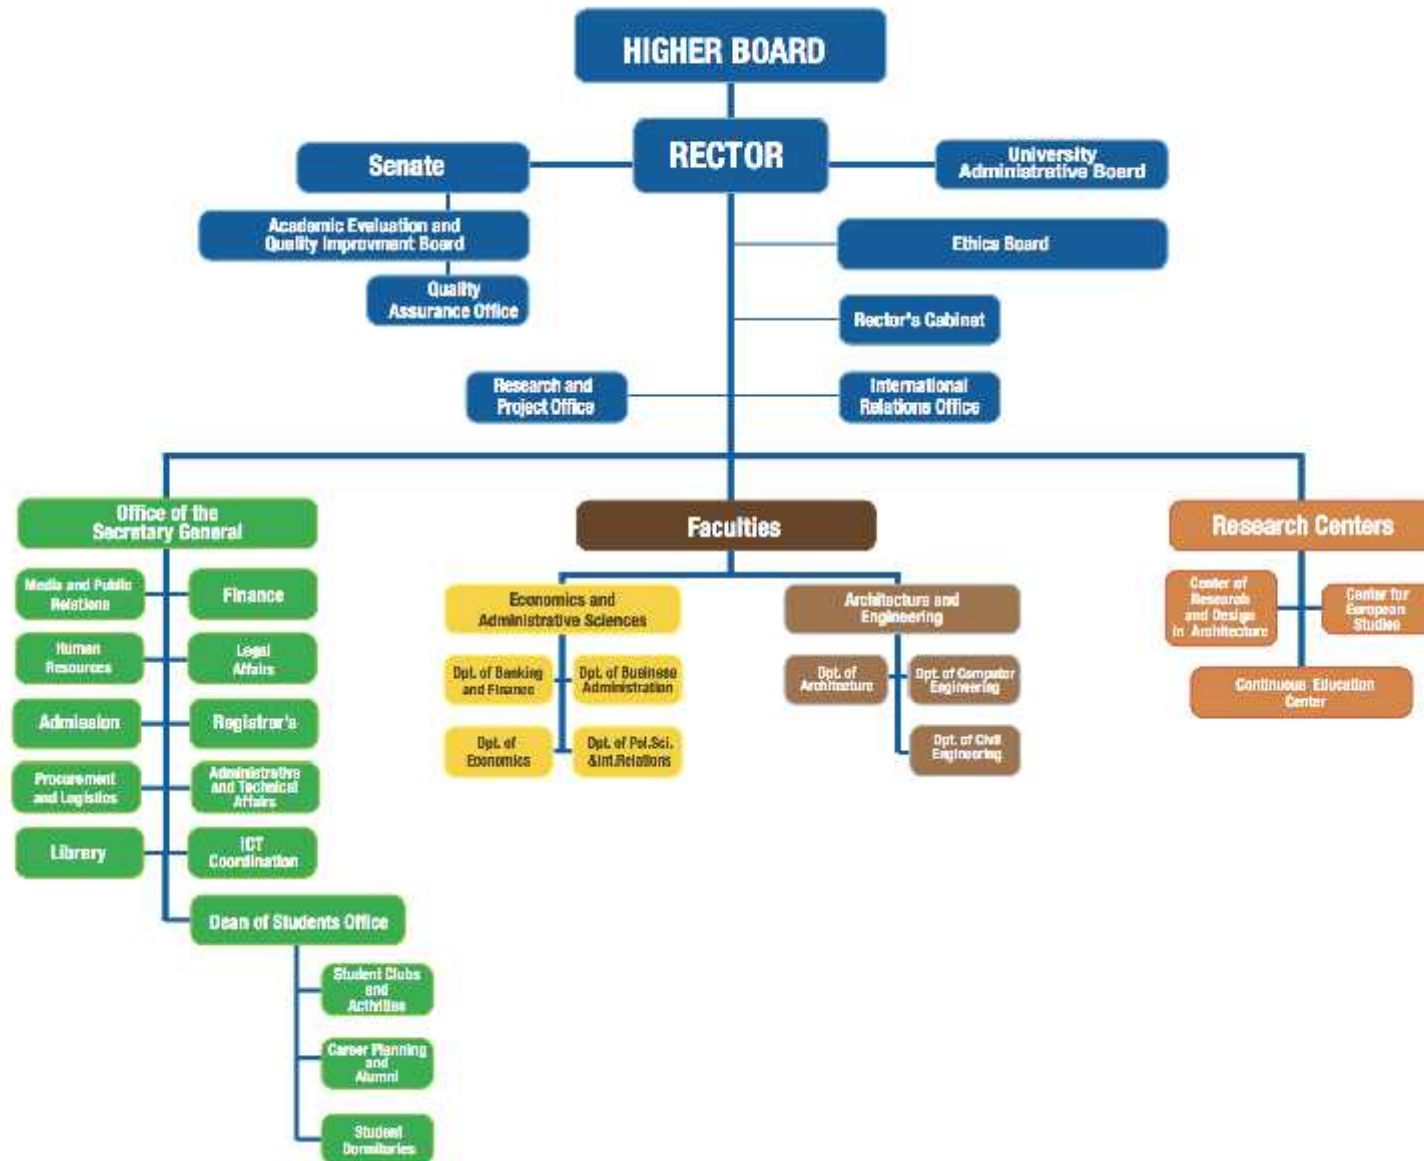 HIGHER BOARD
RECTOR
Senate
University
Administrative Board
Academic Evaluation and
Quality Improvment Board
Ethics Board
Quality
Assurance Office
Rector's Cabinet
Research and
Project Office
International
Relations Office
Office of the
Secretary General
Faculties
Research Centers
Media and Public
Relations
Finance
Human
Resources
Legal
Affairs
Admission
Registrar's
Procurement
and Logistics
Administrative
and Technical
Affairs
Library
ICT
Coordination
Dean of Students Office
Student Clubs
and
Activities
Career Planning
and
Alumni
Student
Dormitories
Economics and
Administrative Sciences
Dpt. of Banking
and Finance
Dpt. of Business
Administration
Dpt. of
Economics
Dpt. of Pol.Sci.
&Int.Relations
Architecture and
Engineering
Dpt. of
Architecture
Dpt. of Computer
Engineering
Dpt. of Civil
Engineering
Center of
Research
and Design
in Architecture
Center for
European
Studies
Continuous Education
Center